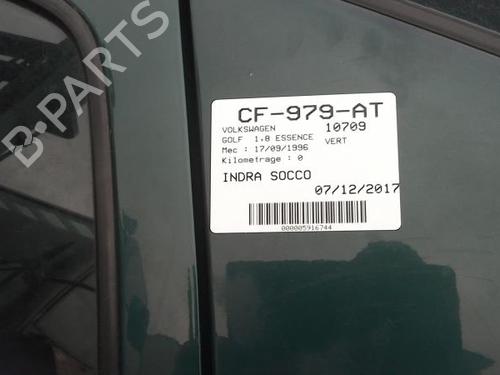 CF-979-AT
VOLKSWAGEN 10709
GOLF 1.8 ESSENCE VERT
Mec : 17/09/1996
Kilometrage : 0
INDRA SOCCO
07/12/2017
000005916744
B-PARTS